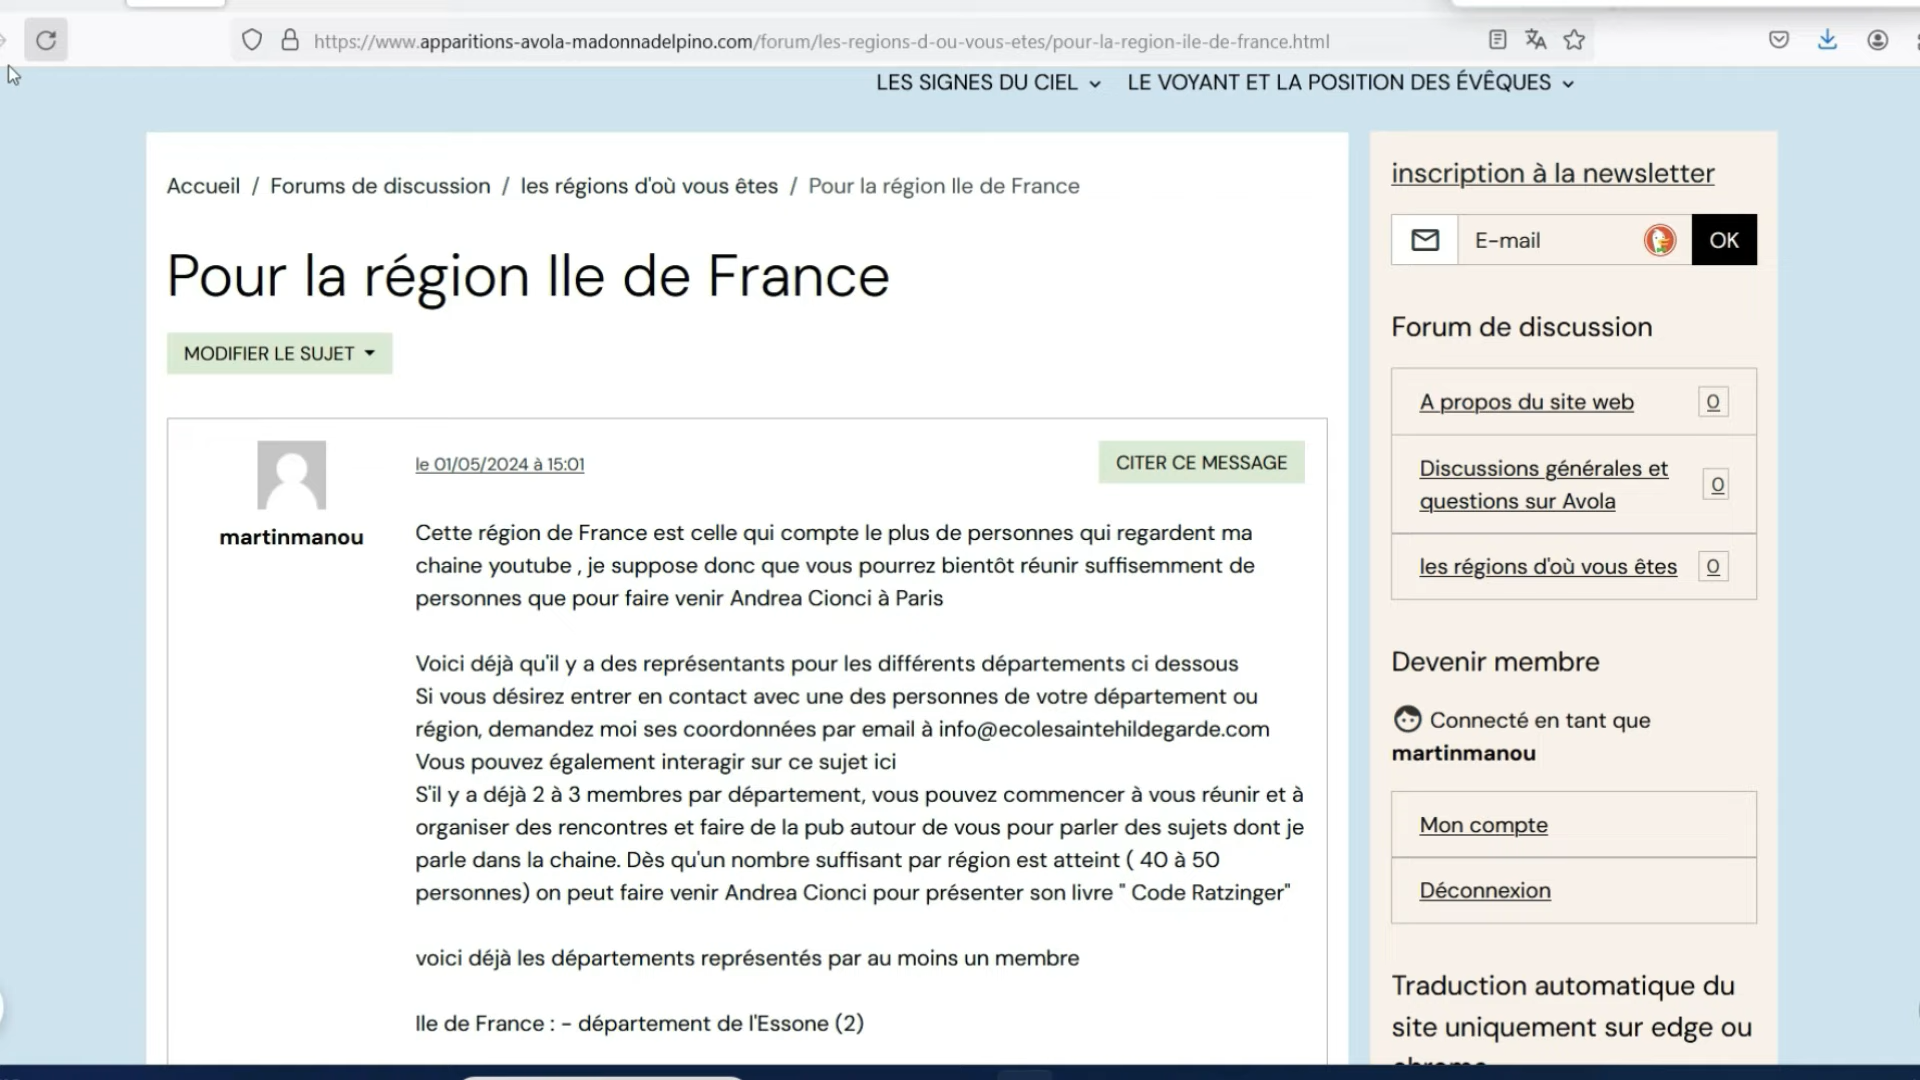 https://www.apparitions-avola-madonnadelpino.com/forum/les-regions-d-ou-vous-etes/pour-la-region-ile-de-france.html
LES SIGNES DU CIEL
LE VOYANT ET LA POSITION DES ÉVÊQUES
Accueil / Forums de discussion / les régions d'où vous êtes / Pour la région Ile de France
Pour la région Ile de France
MODIFIER LE SUJET
martinmanou
le 01/05/2024 à 15:01
CITER CE MESSAGE
Cette région de France est celle qui compte le plus de personnes qui regardent ma
chaine youtube , je suppose donc que vous pourrez bientôt réunir suffisemment de
personnes que pour faire venir Andrea Cionci à Paris
Voici déjà qu'il y a des représentants pour les différents départements ci dessous
Si vous désirez entrer en contact avec une des personnes de votre département ou
région, demandez moi ses coordonnées par email à info@ecolesaintehildegarde.com
Vous pouvez également interagir sur ce sujet ici
S'il y a déjà 2 à 3 membres par département, vous pouvez commencer à vous réunir et à
organiser des rencontres et faire de la pub autour de vous pour parler des sujets dont je
parle dans la chaine. Dès qu'un nombre suffisant par région est atteint ( 40 à 50
personnes) on peut faire venir Andrea Cionci pour présenter son livre " Code Ratzinger"
voici déjà les départements représentés par au moins un membre
Ile de France : - département de l'Essone (2)
inscription à la newsletter
E-mail
OK
Forum de discussion
A propos du site web 0
Discussions générales et
questions sur Avola 0
les régions d'où vous êtes 0
Devenir membre
Connecté en tant que
martinmanou
Mon compte
Déconnexion
Traduction automatique du
site uniquement sur edge ou